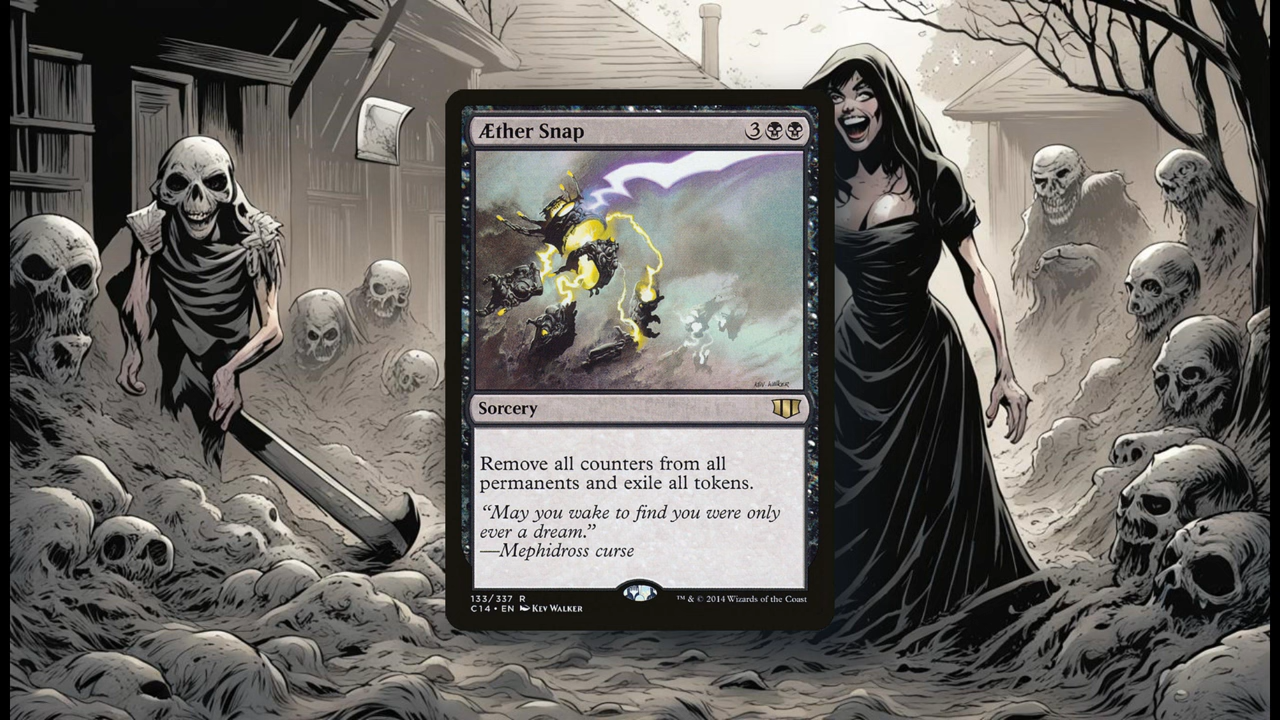 Æther Snap 3
KEV WALKER
Sorcery
Remove all counters from all
permanents and exile all tokens.
“May you wake to find you were only
ever a dream.”
—Mephidross curse
133/337 R
™ & © 2014 Wizards of the Coast
C14 • EN Kev Walker